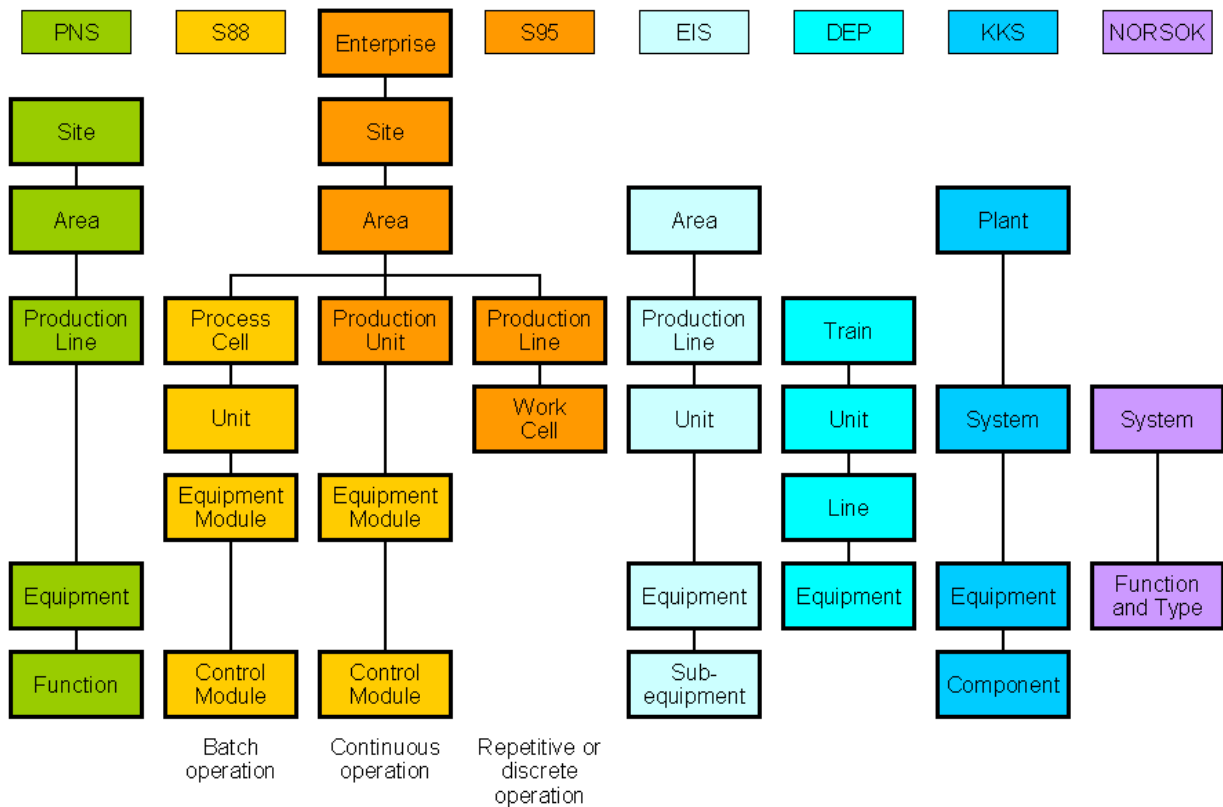 PNS
S88
Enterprise
S95
EIS
DEP
KKS
NORSOK
Site
Site
Area
Area
Area
Plant
Production
Line
Process
Cell
Production
Unit
Production
Line
Production
Line
Train
Unit
Work
Cell
Unit
Unit
System
System
Equipment
Module
Equipment
Module
Line
Equipment
Equipment
Equipment
Equipment
Function
and Type
Function
Control
Module
Control
Module
Sub-
equipment
Component
Batch
operation
Continuous
operation
Repetitive or
discrete
operation